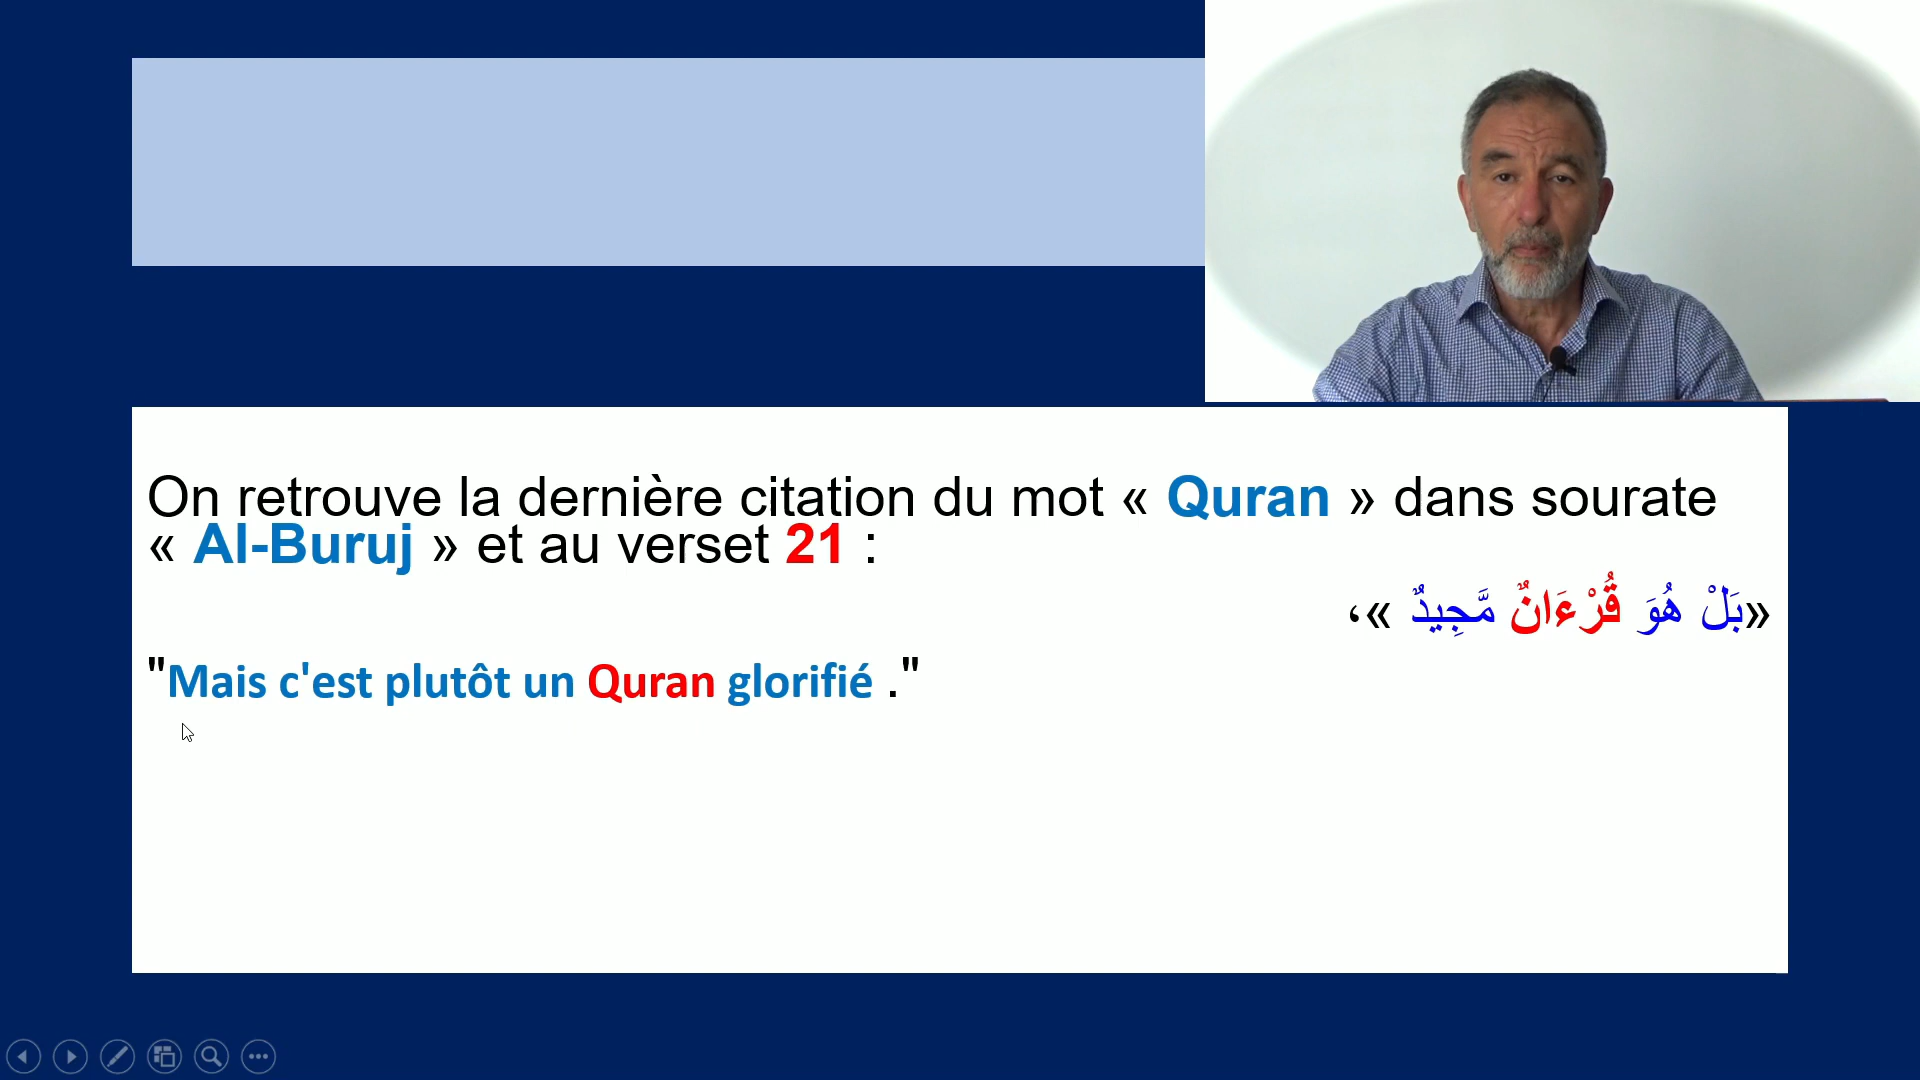 On retrouve la dernière citation du mot « Quran » dans sourate
« Al-Buruj » et au verset 21 :
«بَلْ هُوَ قُرْءَانٌ مَّجِيدٌ »،
"Mais c'est plutôt un Quran glorifié ."